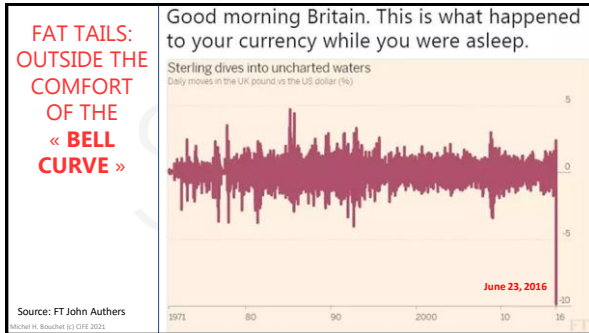 FAT TAILS:
OUTSIDE THE
COMFORT
OF THE
« BELL
CURVE »
Source: FT John Authers
Michel H. Bouchet (c) CIFE 2021
Good morning Britain. This is what happened
to your currency while you were asleep.
Sterling dives into uncharted waters
Daily moves in the UK pound vs the US dollar (%)
5
0
-5
-10
June 23, 2016
1971 80 90 2000 10 16
FT